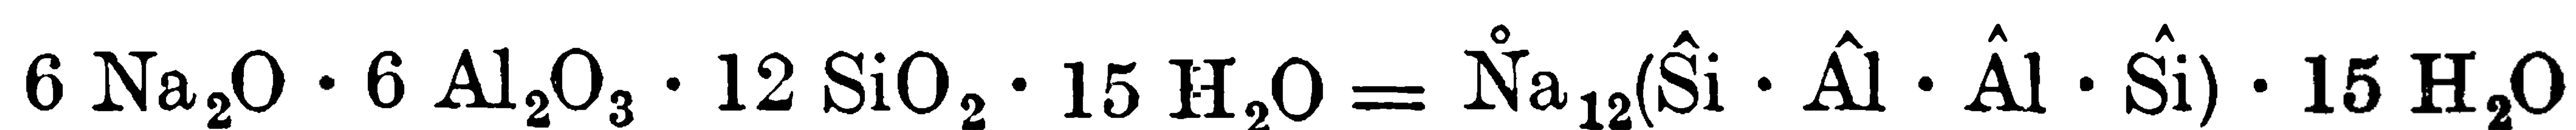 6 Na₂O · 6 Al₂O₃ · 12 SiO₂ · 15 H₂O = N̊a₁₂(Ŝi · Âl · Âl · Ŝi) · 15 H₂O